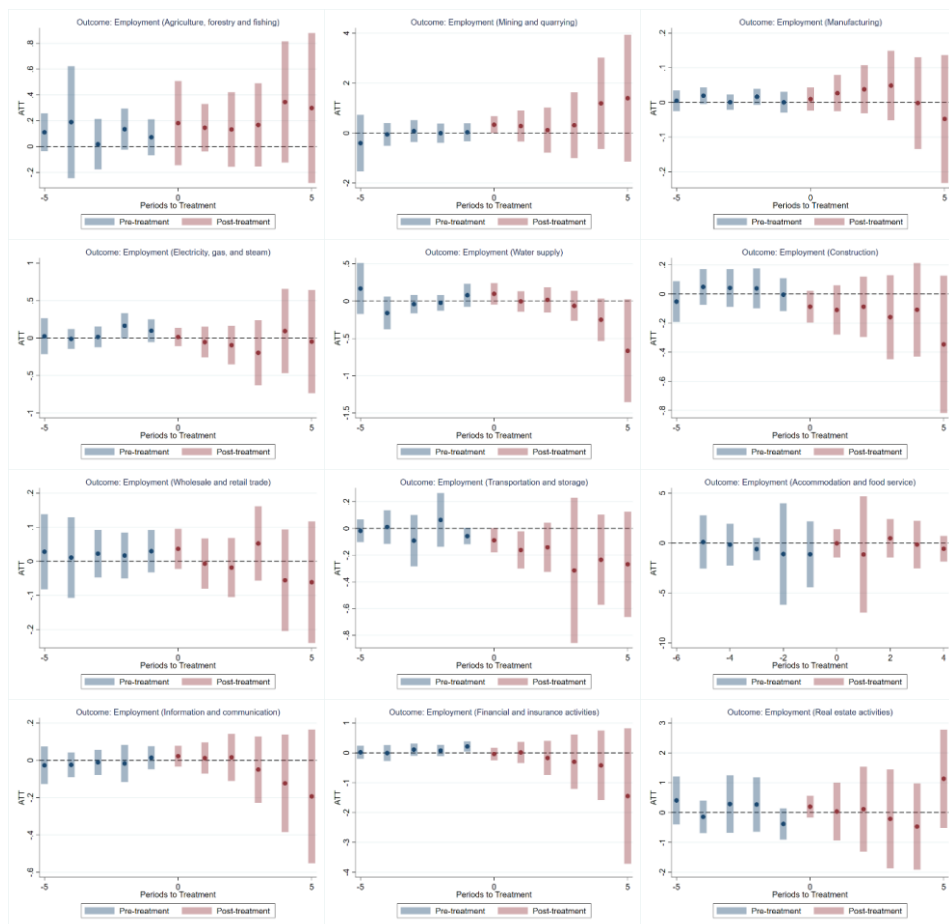 Outcome: Employment (Agriculture, forestry and fishing)
ATT
.8
.6
.4
.2
0
-.2
-5
0
5
Periods to Treatment
Pre-treatment
Post-treatment
Outcome: Employment (Mining and quarrying)
ATT
4
2
0
-2
-5
0
5
Periods to Treatment
Pre-treatment
Post-treatment
Outcome: Employment (Manufacturing)
ATT
.2
.1
0
-.1
-.2
-5
0
5
Periods to Treatment
Pre-treatment
Post-treatment
Outcome: Employment (Electricity, gas, and steam)
ATT
1
.5
0
-.5
-1
-5
0
5
Periods to Treatment
Pre-treatment
Post-treatment
Outcome: Employment (Water supply)
ATT
.5
0
-.5
-1
-1.5
-5
0
5
Periods to Treatment
Pre-treatment
Post-treatment
Outcome: Employment (Construction)
ATT
.2
0
-.2
-.4
-.6
-.8
-5
0
5
Periods to Treatment
Pre-treatment
Post-treatment
Outcome: Employment (Wholesale and retail trade)
ATT
.2
.1
0
-.1
-.2
-5
0
5
Periods to Treatment
Pre-treatment
Post-treatment
Outcome: Employment (Transportation and storage)
ATT
.2
0
-.2
-.4
-.6
-.8
-5
0
5
Periods to Treatment
Pre-treatment
Post-treatment
Outcome: Employment (Accommodation and food service)
ATT
5
0
-5
-10
-6
-4
-2
0
2
4
Periods to Treatment
Pre-treatment
Post-treatment
Outcome: Employment (Information and communication)
ATT
.2
0
-.2
-.4
-.6
-5
0
5
Periods to Treatment
Pre-treatment
Post-treatment
Outcome: Employment (Financial and insurance activities)
ATT
1
0
-1
-2
-3
-4
-5
0
5
Periods to Treatment
Pre-treatment
Post-treatment
Outcome: Employment (Real estate activities)
ATT
3
2
1
0
-1
-2
-5
0
5
Periods to Treatment
Pre-treatment
Post-treatment